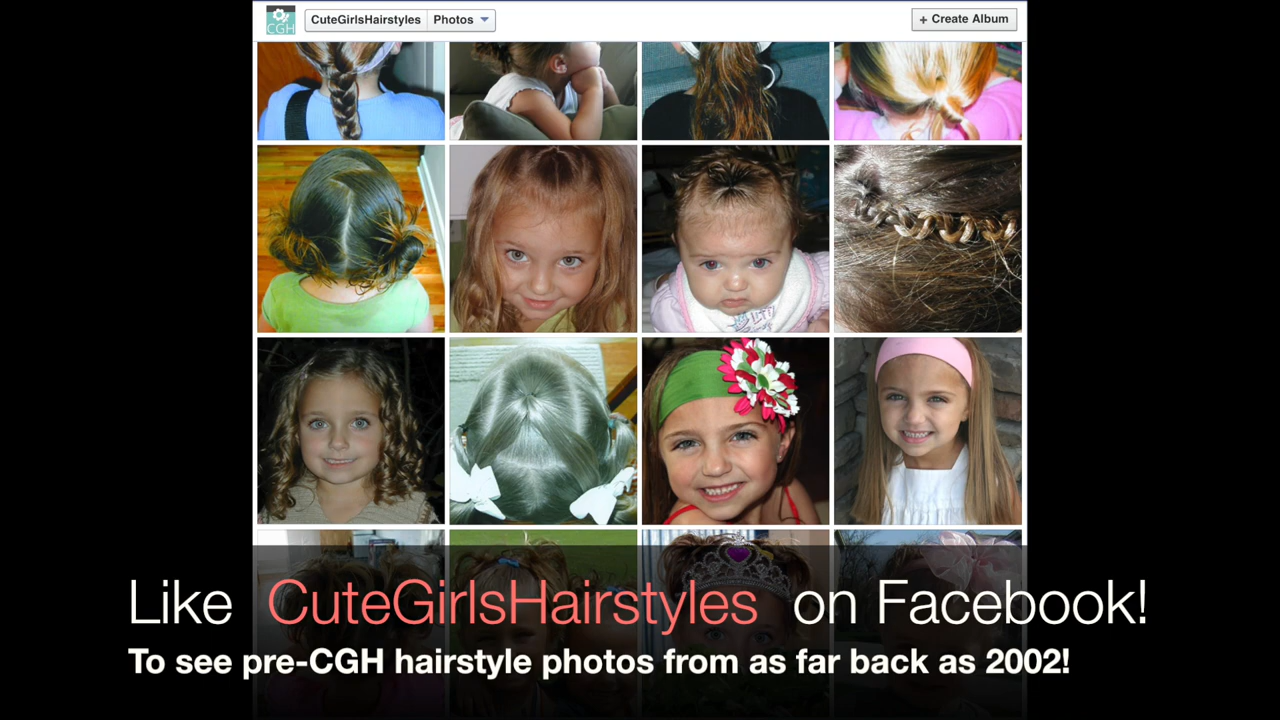 CGH
CuteGirlsHairstyles Photos
+ Create Album
Like CuteGirlsHairstyles on Facebook!
To see pre-CGH hairstyle photos from as far back as 2002!